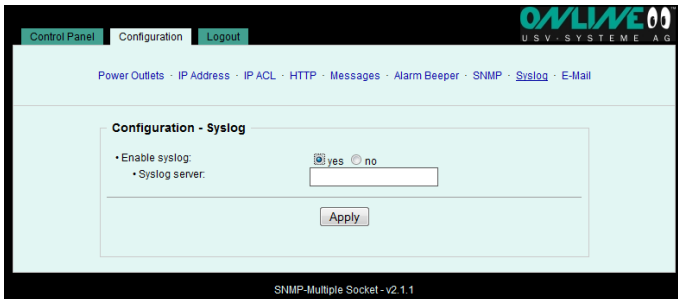 ONLINE
USV-SYSTEME AG
Control Panel Configuration Logout
Power Outlets · IP Address · IP ACL · HTTP · Messages · Alarm Beeper · SNMP · Syslog · E-Mail
Configuration - Syslog
• Enable syslog: yes no
• Syslog server:
Apply
SNMP-Multiple Socket - v2.1.1